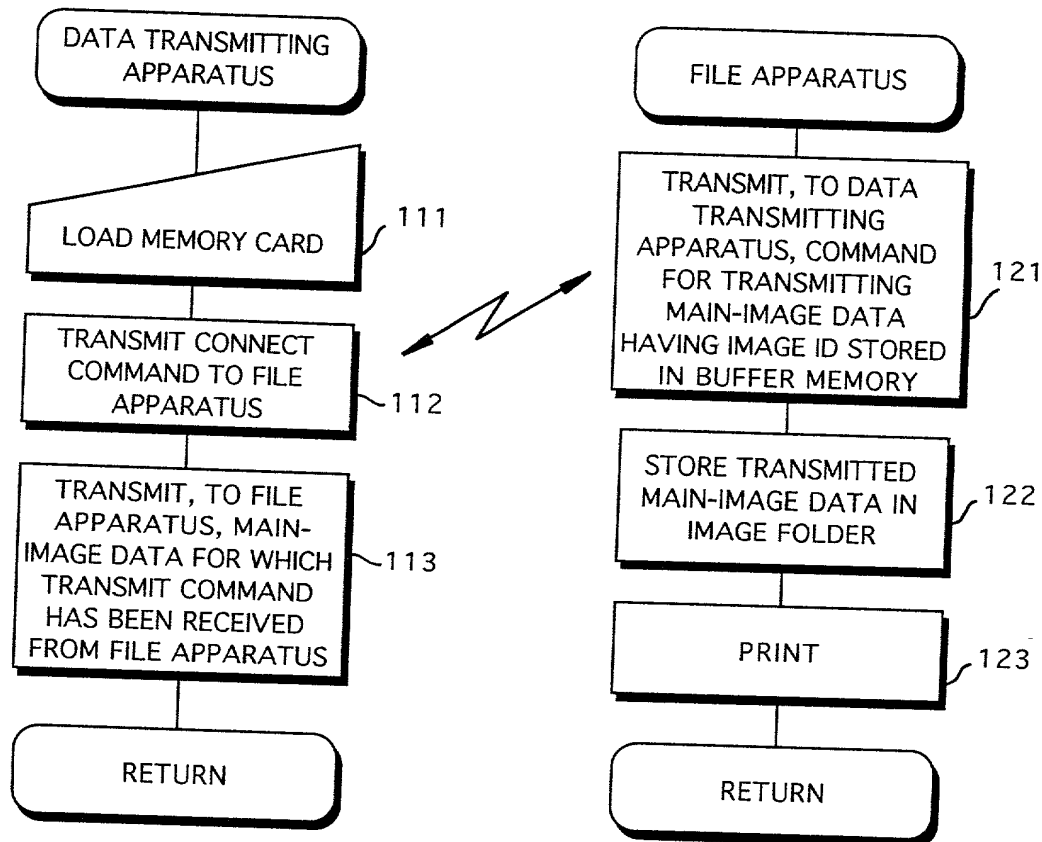 DATA TRANSMITTING
APPARATUS
LOAD MEMORY CARD
111
TRANSMIT CONNECT
COMMAND TO FILE
APPARATUS
112
TRANSMIT, TO FILE
APPARATUS, MAIN-
IMAGE DATA FOR WHICH
TRANSMIT COMMAND
HAS BEEN RECEIVED
FROM FILE APPARATUS
113
RETURN
FILE APPARATUS
TRANSMIT, TO DATA
TRANSMITTING
APPARATUS, COMMAND
FOR TRANSMITTING
MAIN-IMAGE DATA
HAVING IMAGE ID STORED
IN BUFFER MEMORY
121
STORE TRANSMITTED
MAIN-IMAGE DATA IN
IMAGE FOLDER
122
PRINT
123
RETURN